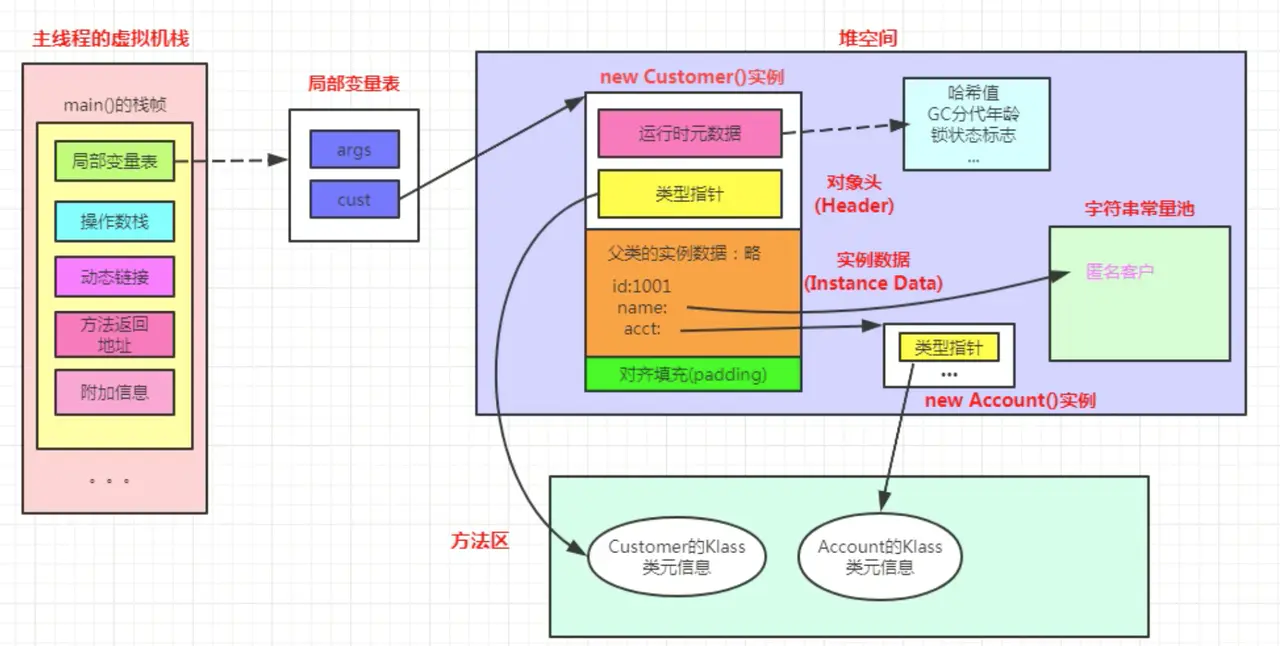 主线程的虚拟机栈
main()的栈帧
局部变量表
操作数栈
动态链接
方法返回
地址
附加信息
。。。
局部变量表
args
cust
堆空间
new Customer()实例
运行时元数据
类型指针
哈希值
GC分代年龄
锁状态标志
...
对象头
(Header)
父类的实例数据：略
id:1001
name:
acct:
实例数据
(Instance Data)
对齐填充(padding)
字符串常量池
匿名客户
类型指针
...
new Account()实例
方法区
Customer的Klass
类元信息
Account的Klass
类元信息